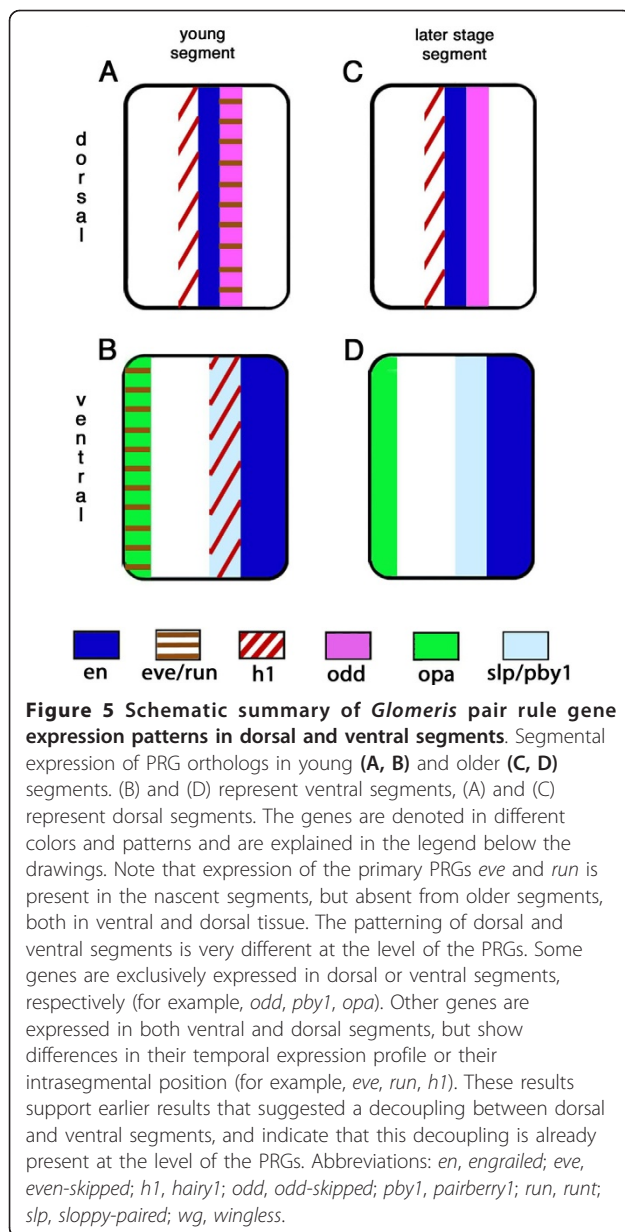 young segment
later stage segment
A
C
dorsal
B
D
ventral
en
eve/run
h1
odd
opa
slp/pby1
Figure 5 Schematic summary of Glomeris pair rule gene
expression patterns in dorsal and ventral segments. Segmental
expression of PRG orthologs in young (A, B) and older (C, D)
segments. (B) and (D) represent ventral segments, (A) and (C)
represent dorsal segments. The genes are denoted in different
colors and patterns and are explained in the legend below the
drawings. Note that expression of the primary PRGs eve and run is
present in the nascent segments, but absent from older segments,
both in ventral and dorsal tissue. The patterning of dorsal and
ventral segments is very different at the level of the PRGs. Some
genes are exclusively expressed in dorsal or ventral segments,
respectively (for example, odd, pby1, opa). Other genes are
expressed in both ventral and dorsal segments, but show
differences in their temporal expression profile or their
intrasegmental position (for example, eve, run, h1). These results
support earlier results that suggested a decoupling between dorsal
and ventral segments, and indicate that this decoupling is already
present at the level of the PRGs. Abbreviations: en, engrailed; eve,
even-skipped; h1, hairy1; odd, odd-skipped; pby1, pairberry1; run, runt;
slp, sloppy-paired; wg, wingless.